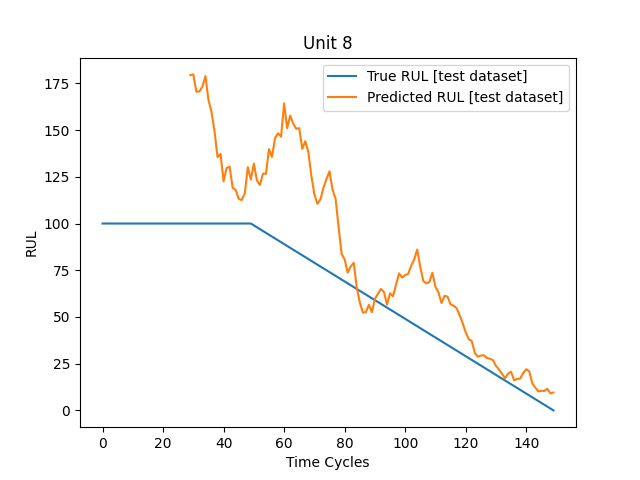 Unit 8
True RUL [test dataset]
Predicted RUL [test dataset]
175
150
125
100
75
50
25
0
RUL
0 20 40 60 80 100 120 140
Time Cycles